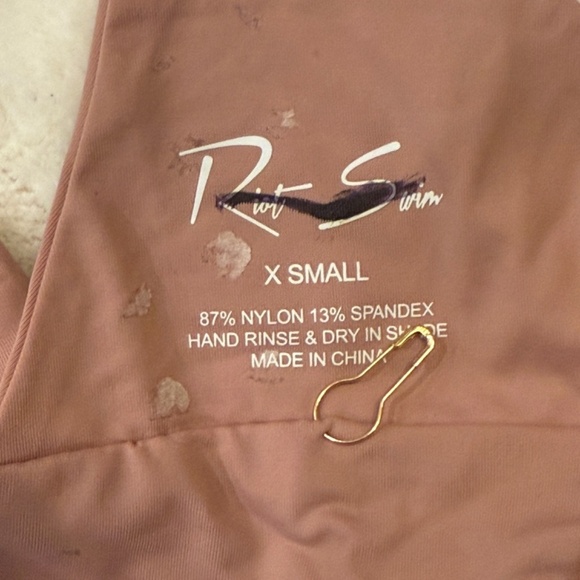 Riot Swim
X SMALL
87% NYLON 13% SPANDEX
HAND RINSE & DRY IN SHADE
MADE IN CHINA